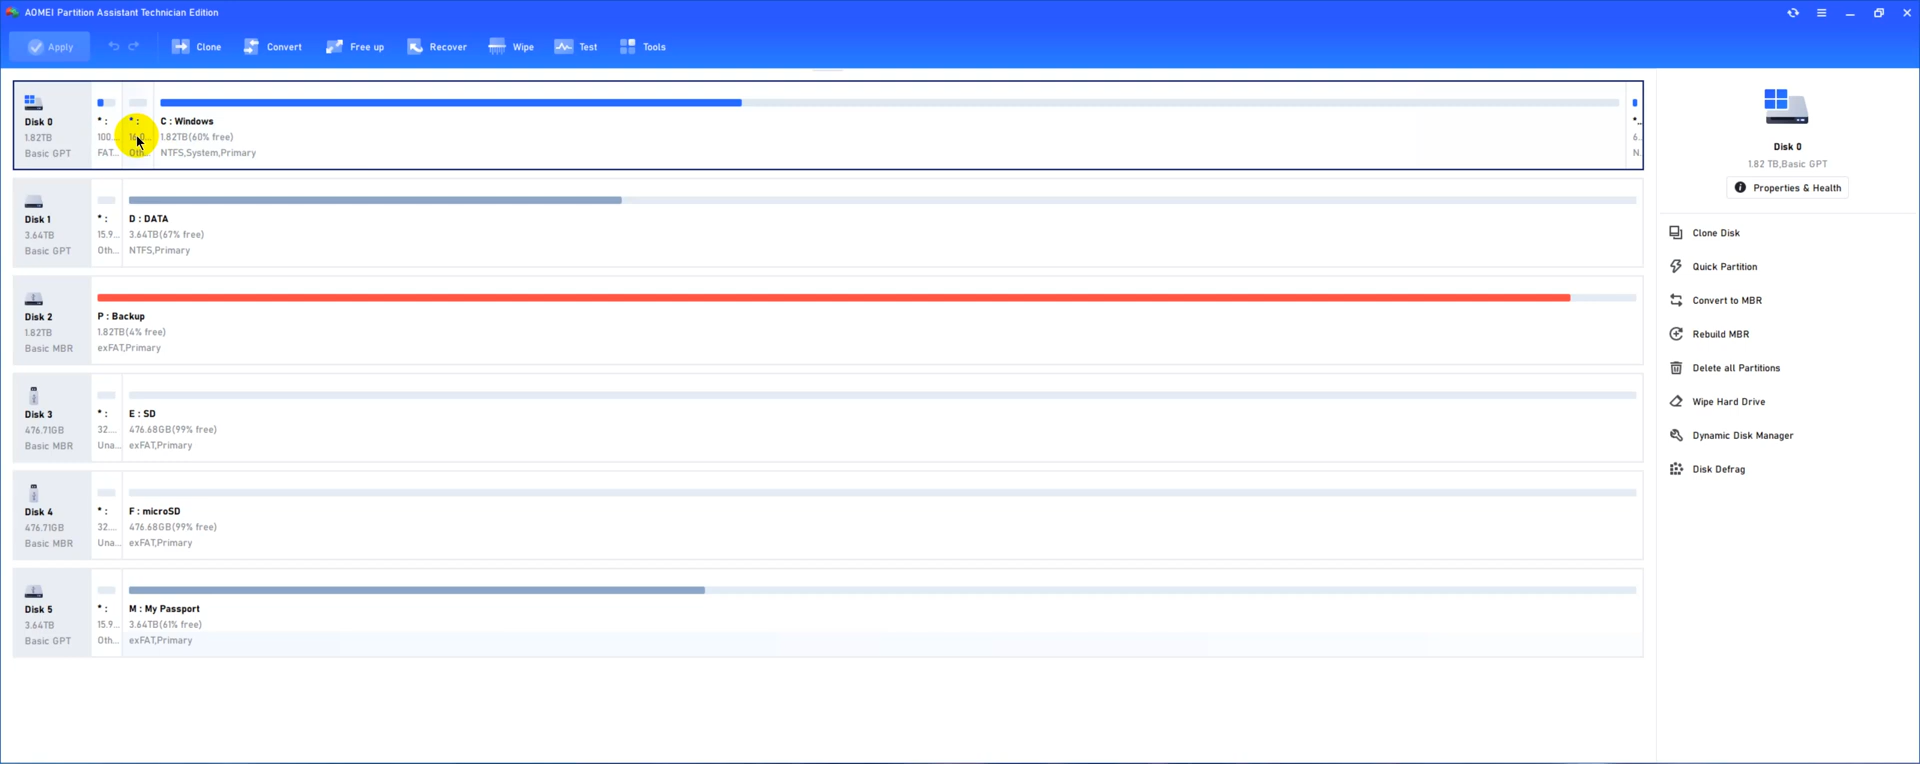 AOMEI Partition Assistant Technician Edition
Apply
Clone
Convert
Free up
Recover
Wipe
Test
Tools
Disk 0
1.82TB
Basic GPT
* :
100...
FAT...
* :
16.0...
Oth...
C : Windows
1.82TB(60% free)
NTFS,System,Primary
*..
6.
N.
Disk 1
3.64TB
Basic GPT
* :
15.9...
Oth...
D : DATA
3.64TB(67% free)
NTFS,Primary
Disk 2
1.82TB
Basic MBR
P : Backup
1.82TB(4% free)
exFAT,Primary
Disk 3
476.71GB
Basic MBR
* :
32....
Una...
E : SD
476.68GB(99% free)
exFAT,Primary
Disk 4
476.71GB
Basic MBR
* :
32....
Una...
F : microSD
476.68GB(99% free)
exFAT,Primary
Disk 5
3.64TB
Basic GPT
* :
15.9...
Oth...
M : My Passport
3.64TB(61% free)
exFAT,Primary
Disk 0
1.82 TB,Basic GPT
Properties & Health
Clone Disk
Quick Partition
Convert to MBR
Rebuild MBR
Delete all Partitions
Wipe Hard Drive
Dynamic Disk Manager
Disk Defrag